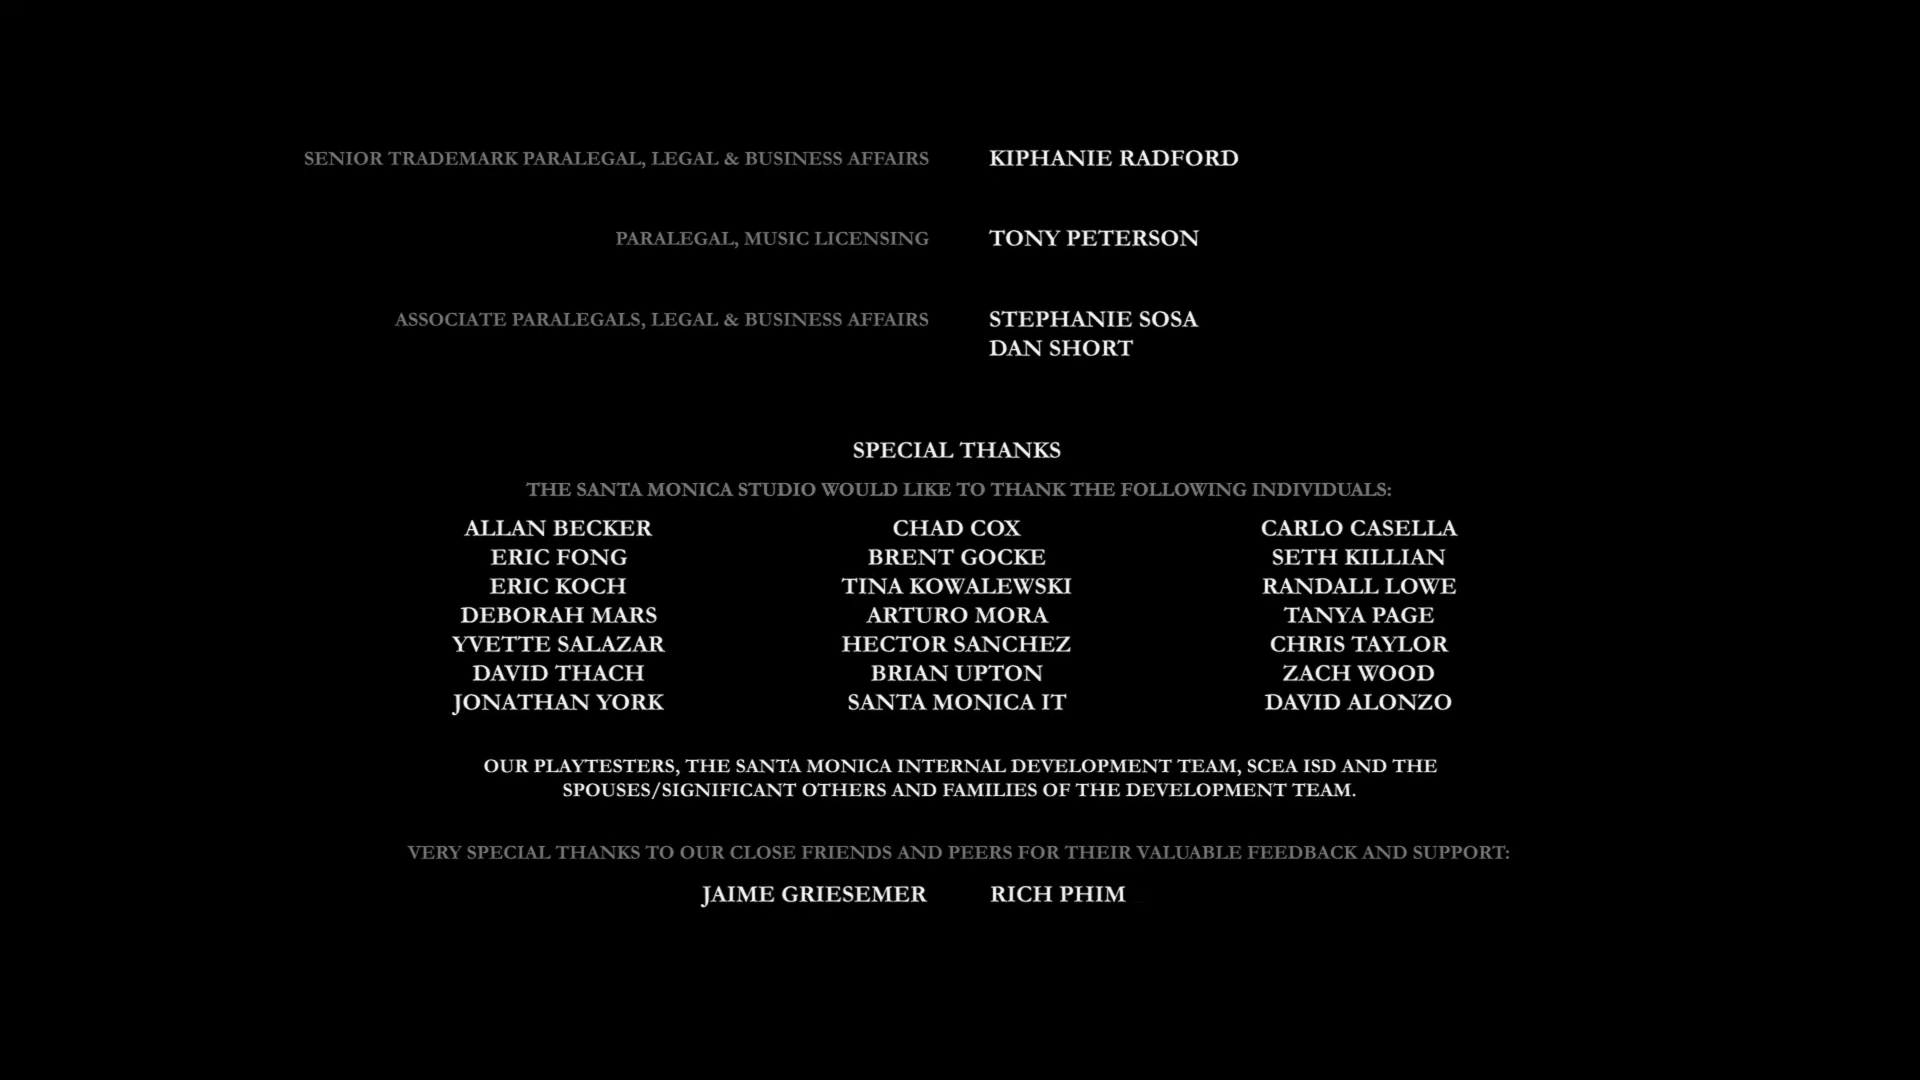 SENIOR TRADEMARK PARALEGAL, LEGAL & BUSINESS AFFAIRS KIPHANIE RADFORD
PARALEGAL, MUSIC LICENSING TONY PETERSON
ASSOCIATE PARALEGALS, LEGAL & BUSINESS AFFAIRS STEPHANIE SOSA
DAN SHORT
SPECIAL THANKS
THE SANTA MONICA STUDIO WOULD LIKE TO THANK THE FOLLOWING INDIVIDUALS:
ALLAN BECKER CHAD COX CARLO CASELLA
ERIC FONG BRENT GOCKE SETH KILLIAN
ERIC KOCH TINA KOWALEWSKI RANDALL LOWE
DEBORAH MARS ARTURO MORA TANYA PAGE
YVETTE SALAZAR HECTOR SANCHEZ CHRIS TAYLOR
DAVID THACH BRIAN UPTON ZACH WOOD
JONATHAN YORK SANTA MONICA IT DAVID ALONZO
OUR PLAYTESTERS, THE SANTA MONICA INTERNAL DEVELOPMENT TEAM, SCEA ISD AND THE
SPOUSES/SIGNIFICANT OTHERS AND FAMILIES OF THE DEVELOPMENT TEAM.
VERY SPECIAL THANKS TO OUR CLOSE FRIENDS AND PEERS FOR THEIR VALUABLE FEEDBACK AND SUPPORT:
JAIME GRIESEMER RICH PHIM